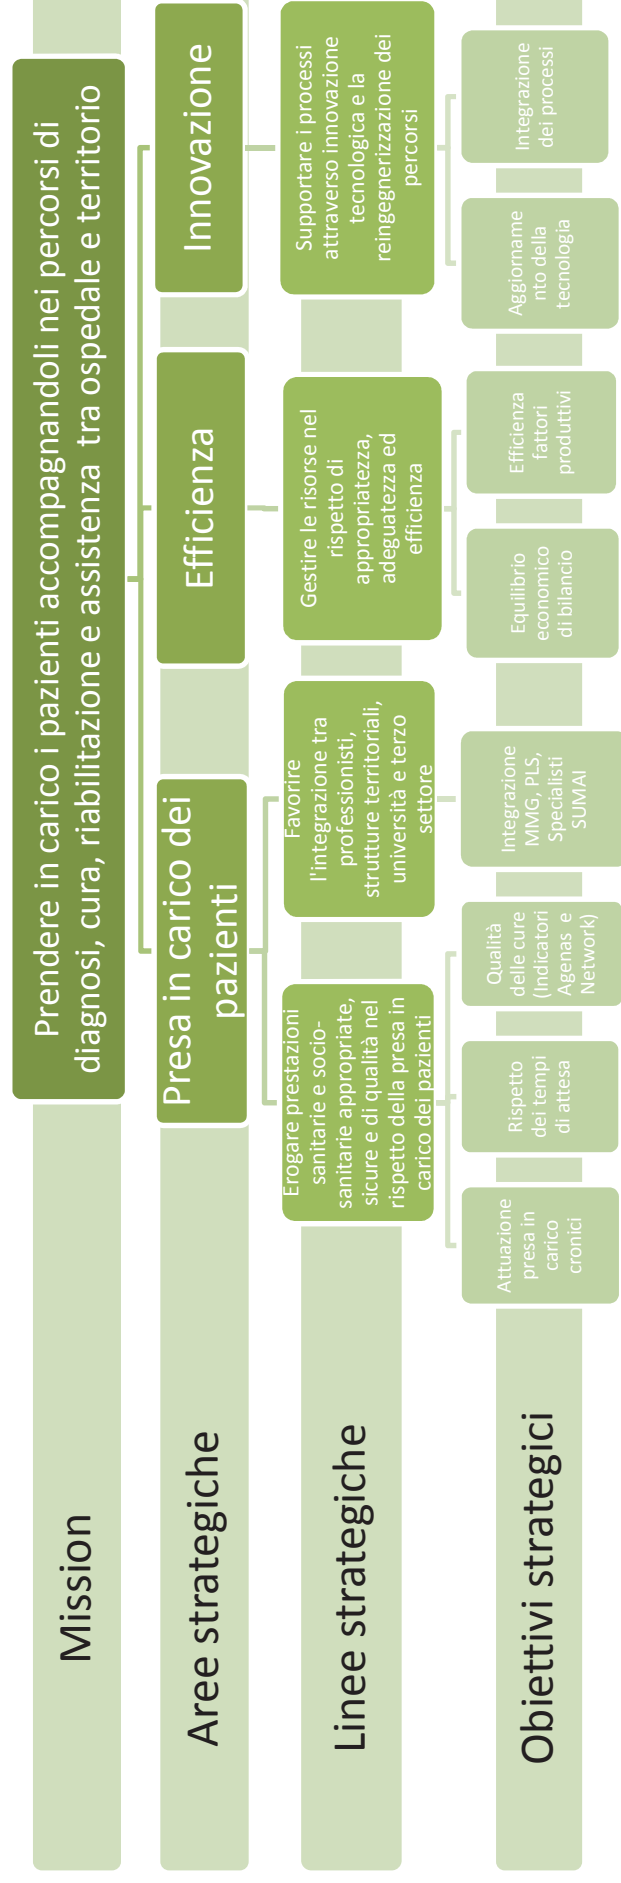 Mission
Prendere in carico i pazienti accompagnandoli nei percorsi di
diagnosi, cura, riabilitazione e assistenza tra ospedale e territorio
Aree strategiche
Presa in carico dei
pazienti
Efficienza
Innovazione
Linee strategiche
Erogare prestazioni
sanitarie e socio-
sanitarie appropriate,
sicure e di qualità nel
rispetto della presa in
carico dei pazienti
Favorire
l'integrazione tra
professionisti,
strutture territoriali,
università e terzo
settore
Gestire le risorse nel
rispetto di
appropriatezza,
adeguatezza ed
efficienza
Supportare i processi
attraverso innovazione
tecnologica e la
reingegnerizzazione dei
percorsi
Obiettivi strategici
Attuazione
presa in
carico
cronici
Rispetto
dei tempi
di attesa
Qualità
delle cure
(Indicatori
Agenas e
Network)
Integrazione
MMG, PLS,
Specialisti
SUMAI
Equilibrio
economico
di bilancio
Efficienza
fattori
produttivi
Aggiorname
nto della
tecnologia
Integrazione
dei processi